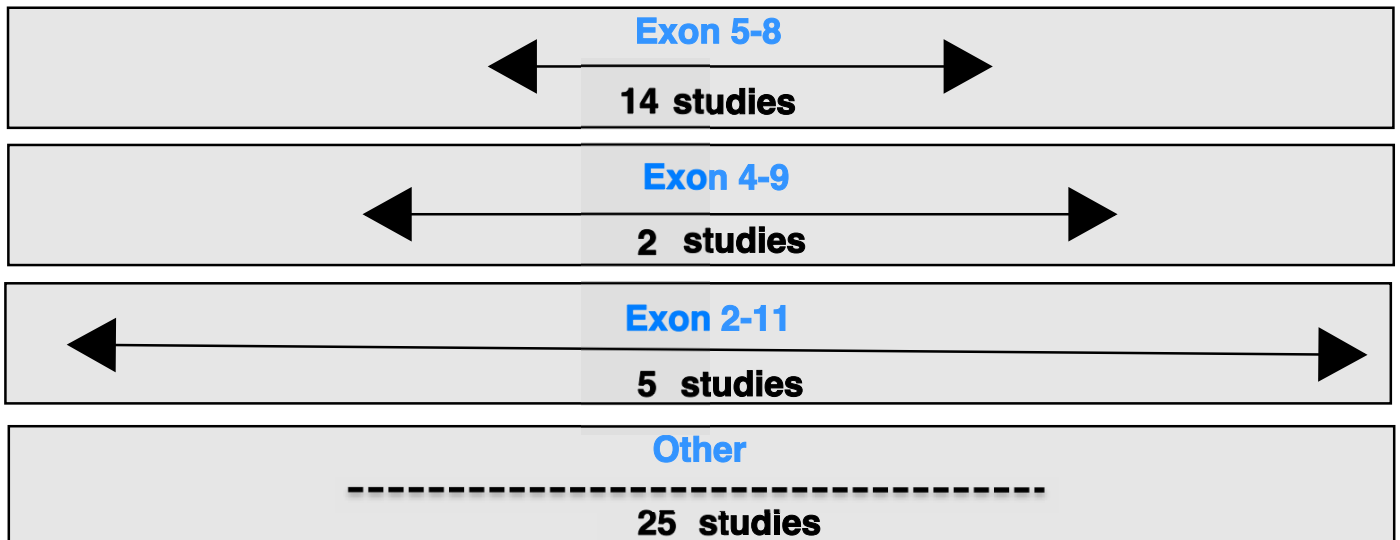 Exon 5-8
14 studies
Exon 4-9
2 studies
Exon 2-11
5 studies
Other
25 studies